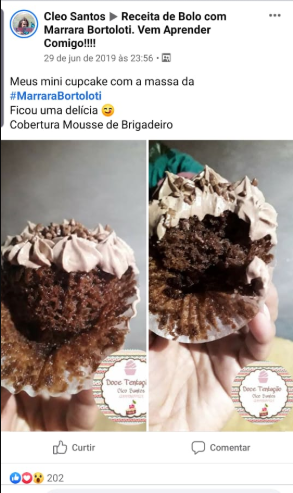 Cleo Santos ▶ Receita de Bolo com
Marrara Bortoloti. Vem Aprender
Comigo!!!!
29 de jun de 2019 às 23:56 •
Meus mini cupcake com a massa da
#MarraraBortoloti
Ficou uma delícia 😋
Cobertura Mousse de Brigadeiro
Doce Tentação
Cleo Santos
Doce Tentação
Cleo Santos
Curtir
Comentar
202